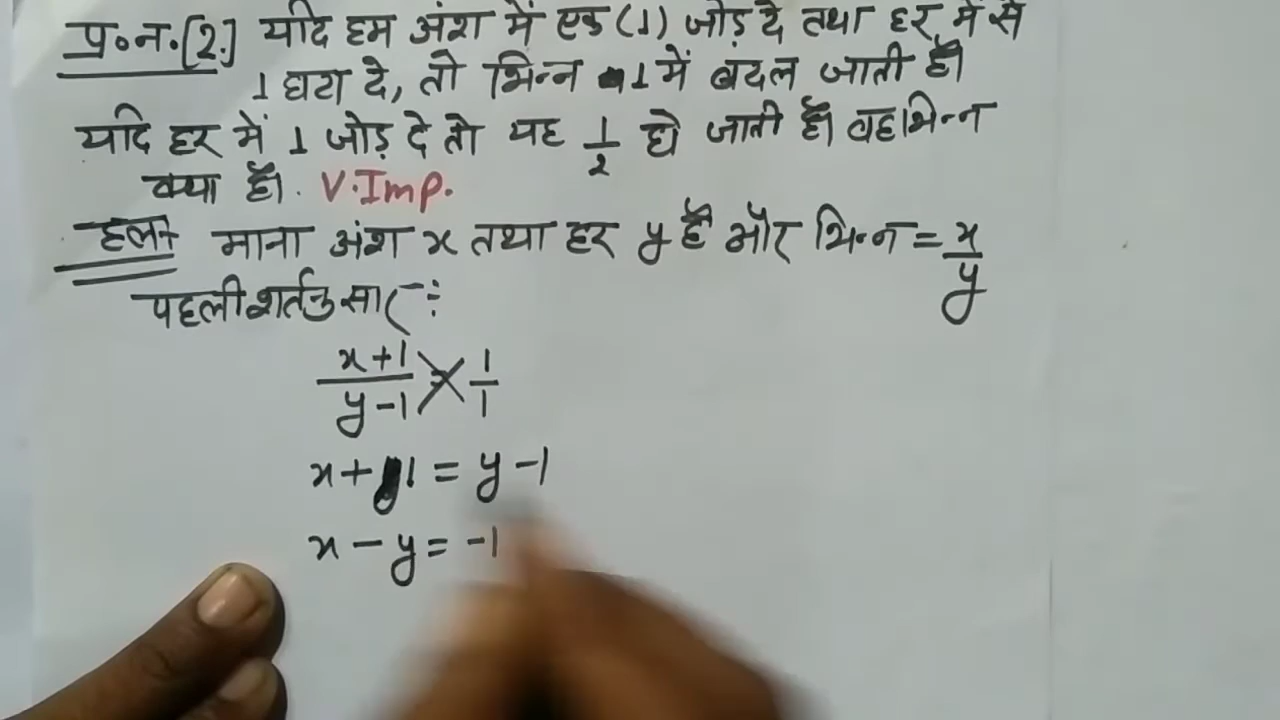 प्र०न०[2.] यदि हम अंश में एक (1) जोड़ दे तथा हर में से
1 घटा दे, तो भिन्न 1 में बदल जाती है।
यदि हर में 1 जोड़ दे तो यह 1/2 हो जाती है। वह भिन्न
क्या है। V.Imp.
हल→ माना अंश x तथा हर y है और भिन्न = x/y
पहली शर्तनुसार :-
x+1/y-1 = 1/1
x+1 = y-1
x-y = -1